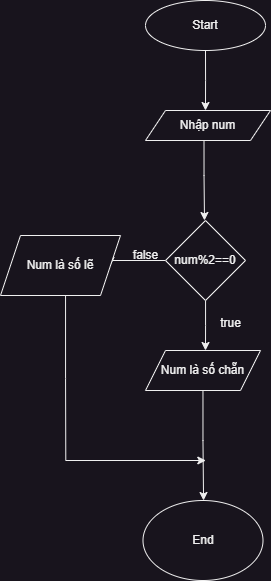 Start
Nhập num
num%2==0
false
Num là số lẽ
true
Num là số chẵn
End